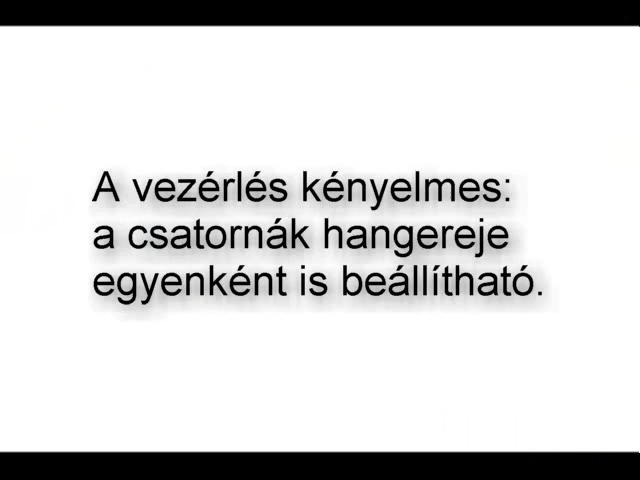 A vezérlés kényelmes:
a csatornák hangereje
egyenként is beállítható.